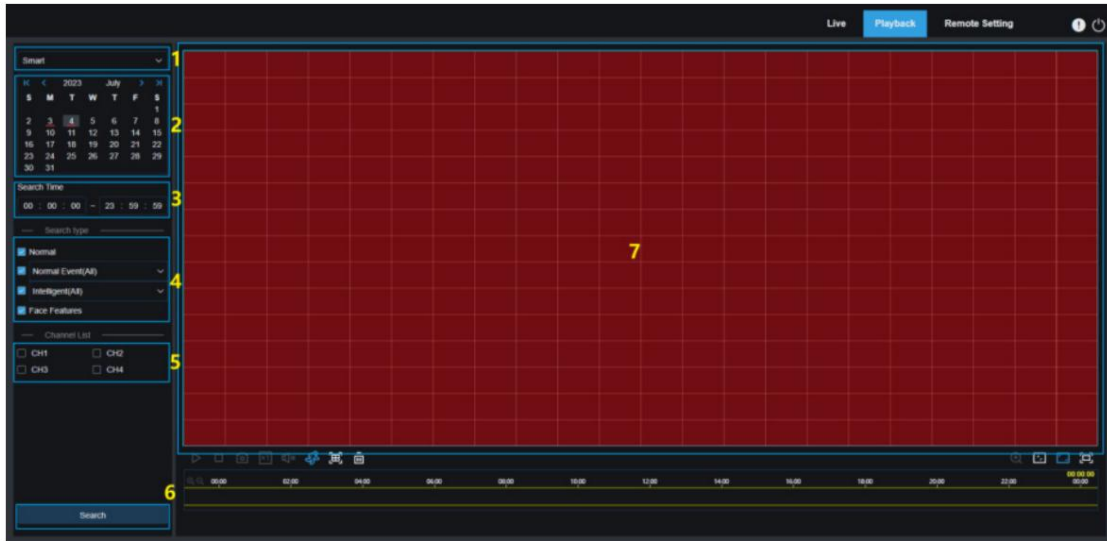 Live Playback Remote Setting
Smart
1
2023 July
S M T W T F S
1
2 3 4 5 6 7 8
9 10 11 12 13 14 15
16 17 18 19 20 21 22
23 24 25 26 27 28 29
30 31
2
Search Time
00 : 00 : 00 - 23 : 59 : 59
3
Search type
Normal
Normal Event(All)
Intelligent(All)
Face Features
4
Channel List
CH1 CH2
CH3 CH4
5
7
00:00:00
00:00 02:00 04:00 06:00 08:00 10:00 12:00 14:00 16:00 18:00 20:00 22:00 00:00
6
Search